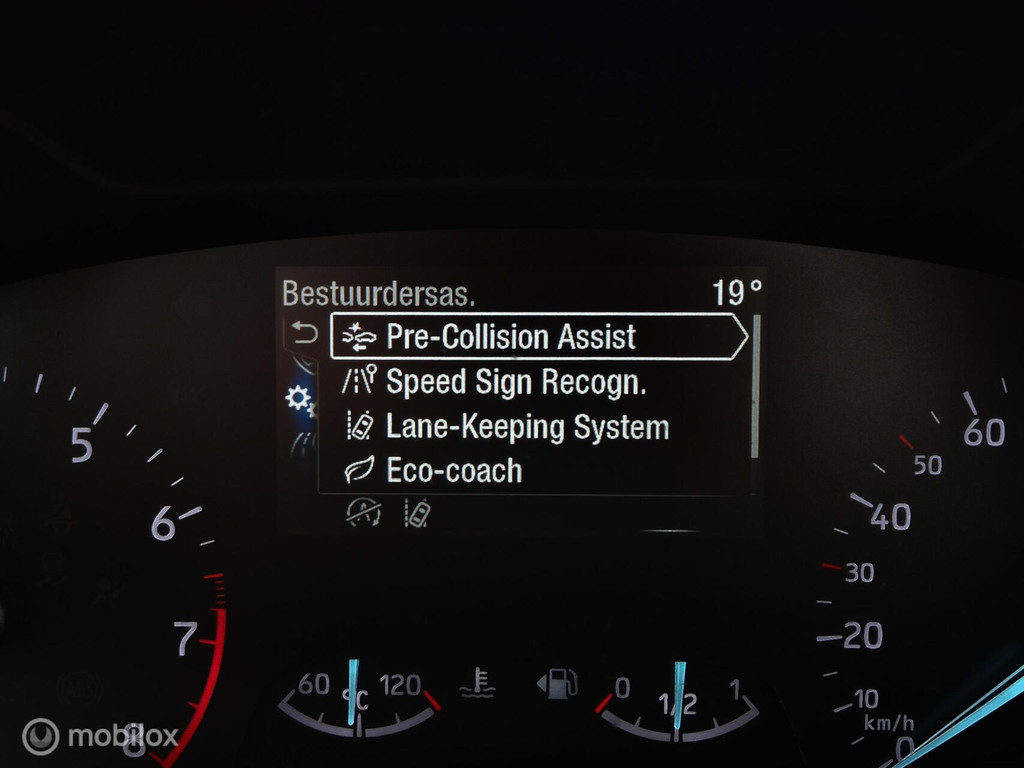 Bestuurdersas. 19°
Pre-Collision Assist
Speed Sign Recogn.
Lane-Keeping System
Eco-coach
5
6
7
8
60
50
40
30
20
10
km/h
0
60 °C 120
0 1/2 1
mobilox